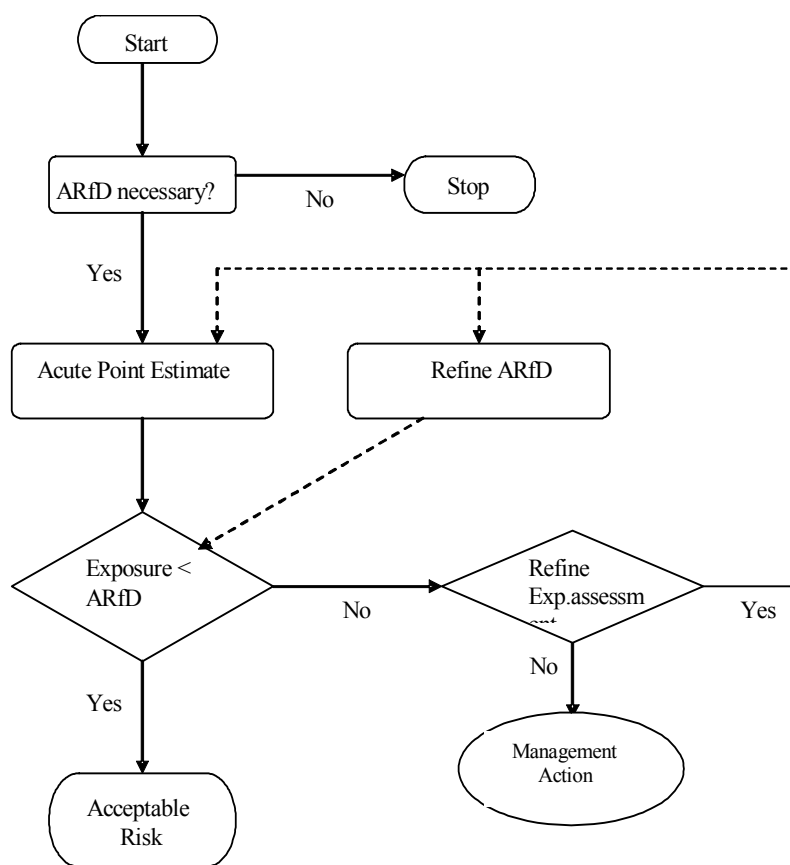 Start
ARfD necessary?
No
Stop
Yes
Acute Point Estimate
Refine ARfD
Exposure <
ARfD
No
Refine
Exp.assessm
Yes
Yes
No
Management
Action
Acceptable
Risk